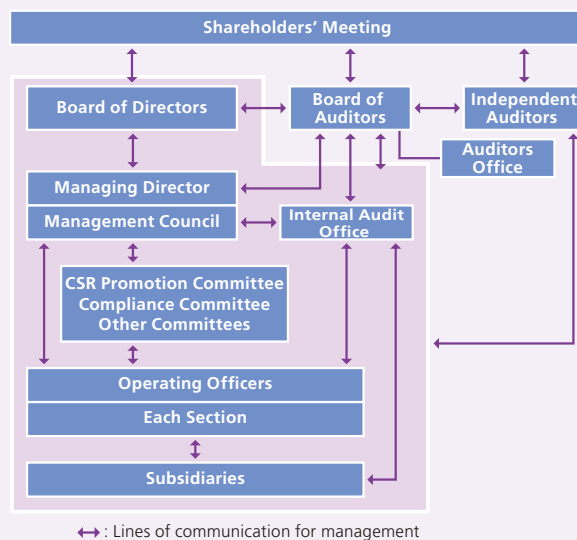 Shareholders’ Meeting
Board of Directors
Board of
Auditors
Independent
Auditors
Auditors
Office
Managing Director
Management Council
Internal Audit
Office
CSR Promotion Committee
Compliance Committee
Other Committees
Operating Officers
Each Section
Subsidiaries
: Lines of communication for management